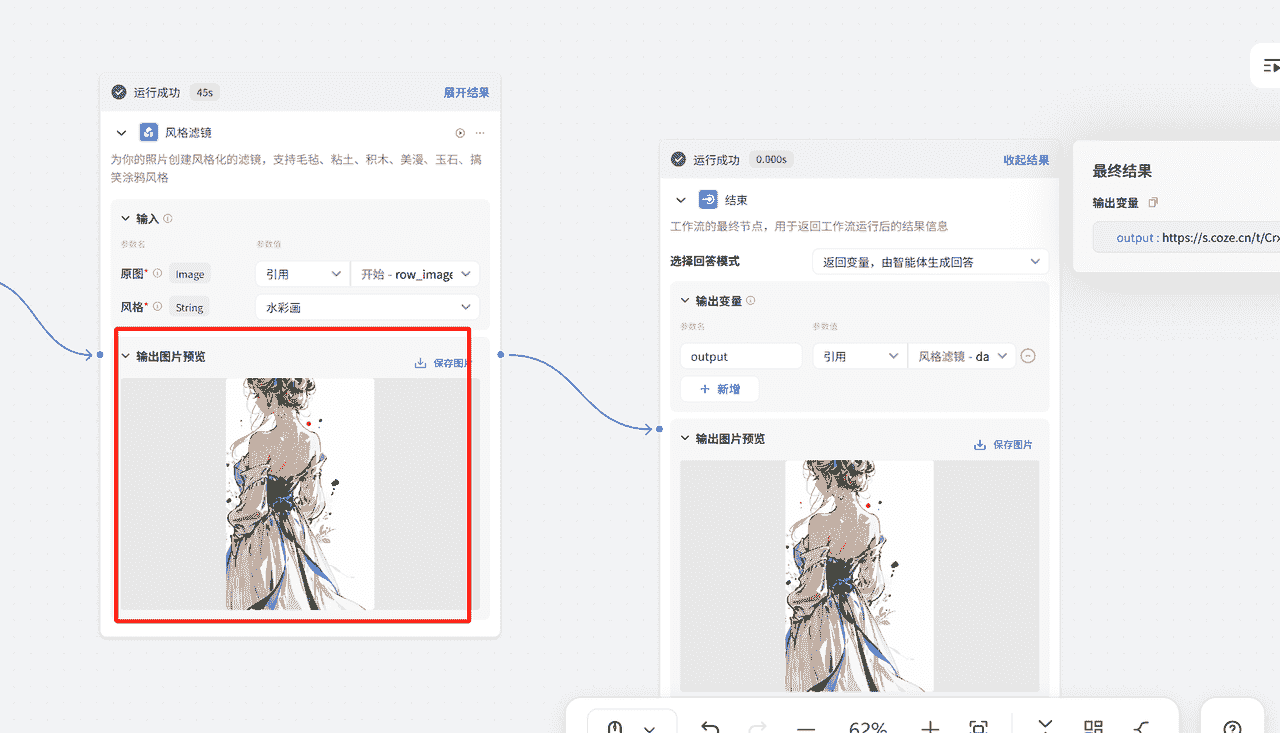 运行成功 45s 展开结果
风格滤镜
为你的照片创建风格化的滤镜，支持毛毡、粘土、积木、美漫、玉石、搞
笑涂鸦风格
输入
参数名 参数值
原图* Image 引用 开始 - row_image
风格* String 水彩画
输出图片预览
保存图片
运行成功 0.000s 收起结果
结束
工作流的最终节点，用于返回工作流运行后的结果信息
选择回答模式 返回变量，由智能体生成回答
输出变量
参数名 参数值
output 引用 风格滤镜 - da
+ 新增
输出图片预览
保存图片
最终结果
输出变量
output : https://s.coze.cn/t/Crx
62%